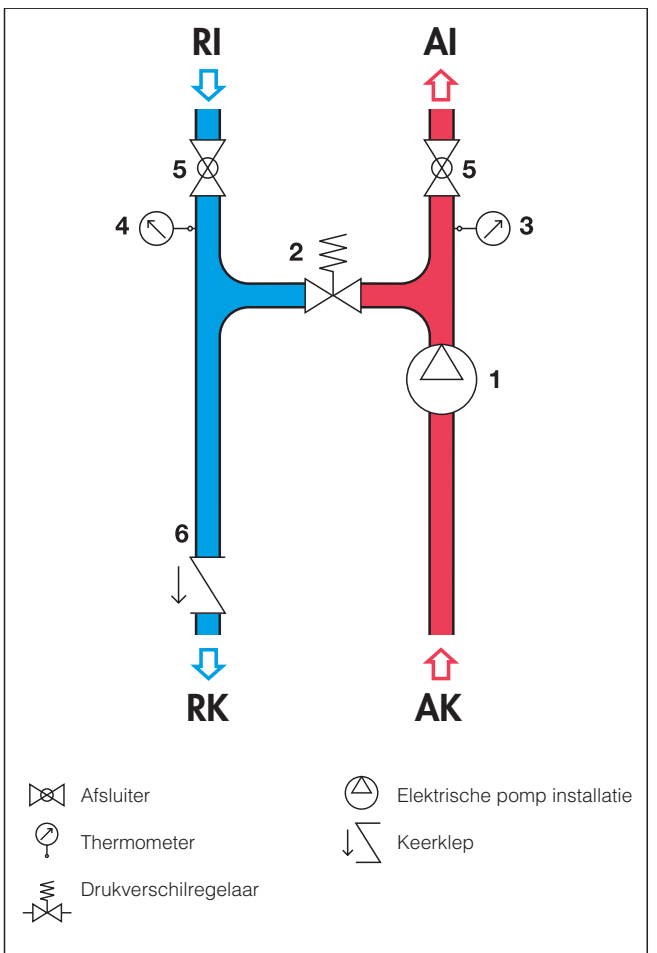 RI AI
5 5
4 3
2
1
6
RK AK
Afsluiter
Thermometer
Drukverschilregelaar
Elektrische pomp installatie
Keerklep